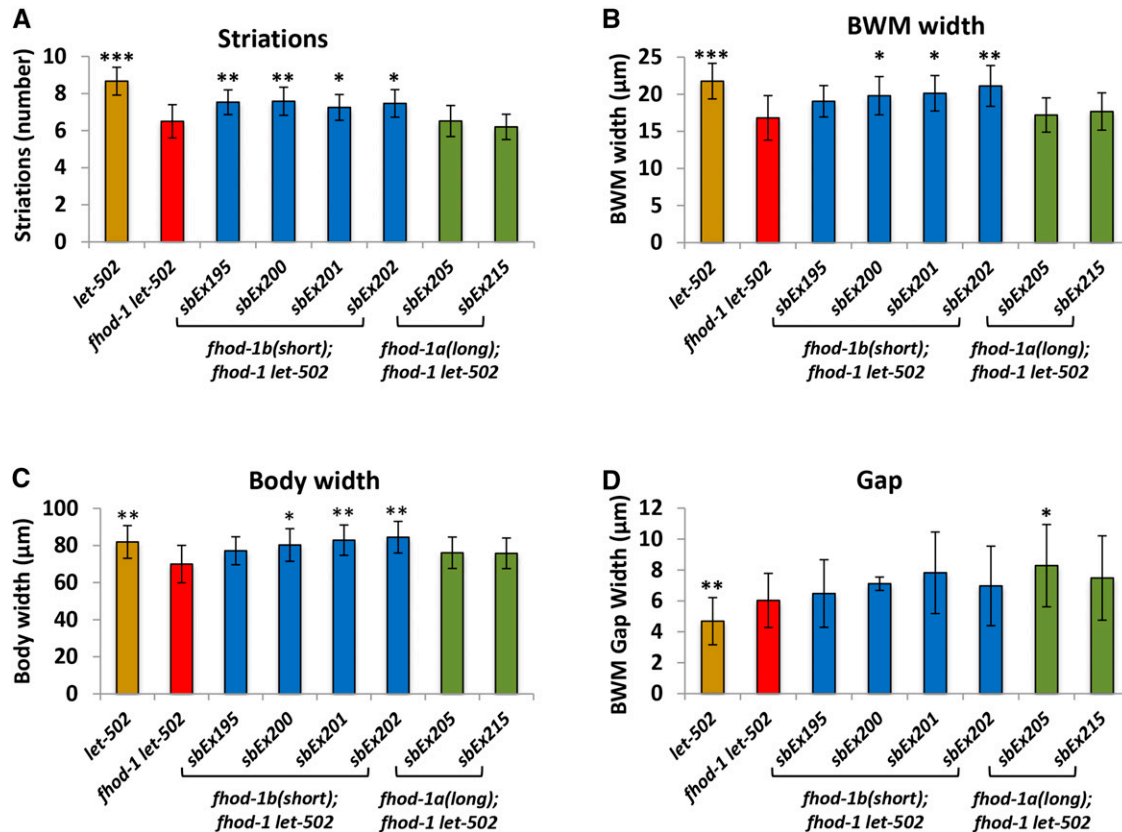 A
Striations
Striations (number)
10
8
6
4
2
0
***
**
**
*
*
let-502
fhod-1 let-502
sbEx195
sbEx200
sbEx201
sbEx202
sbEx205
sbEx215
fhod-1b(short);
fhod-1 let-502
fhod-1a(long);
fhod-1 let-502
B
BWM width
BWM width (µm)
25
20
15
10
5
0
***
*
*
**
let-502
fhod-1 let-502
sbEx195
sbEx200
sbEx201
sbEx202
sbEx205
sbEx215
fhod-1b(short);
fhod-1 let-502
fhod-1a(long);
fhod-1 let-502
C
Body width
Body width (µm)
100
80
60
40
20
0
**
*
**
**
let-502
fhod-1 let-502
sbEx195
sbEx200
sbEx201
sbEx202
sbEx205
sbEx215
fhod-1b(short);
fhod-1 let-502
fhod-1a(long);
fhod-1 let-502
D
Gap
BWM Gap Width (µm)
12
10
8
6
4
2
0
**
*
let-502
fhod-1 let-502
sbEx195
sbEx200
sbEx201
sbEx202
sbEx205
sbEx215
fhod-1b(short);
fhod-1 let-502
fhod-1a(long);
fhod-1 let-502